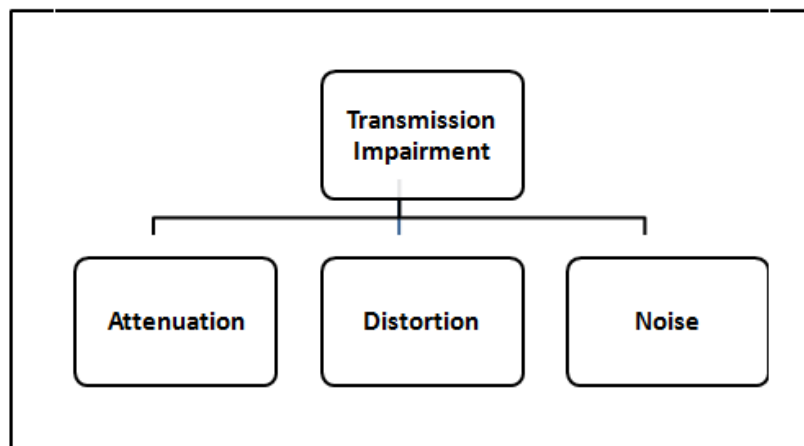 Transmission
Impairment
Attenuation
Distortion
Noise